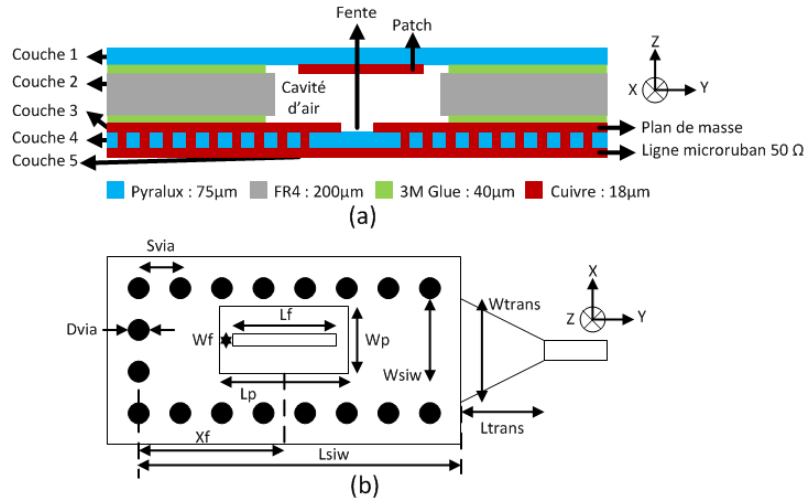 Fente
Patch
Couche 1
Couche 2
Couche 3
Couche 4
Couche 5
Cavité
d'air
Z
X
Y
Plan de masse
Ligne microruban 50 Ω
Pyralux : 75µm
FR4 : 200µm
3M Glue : 40µm
Cuivre : 18µm
(a)
Svia
Dvia
Lf
Wf
Wp
Lp
Wsiw
Wtrans
X
Z
Y
Ltrans
Xf
Lsiw
(b)